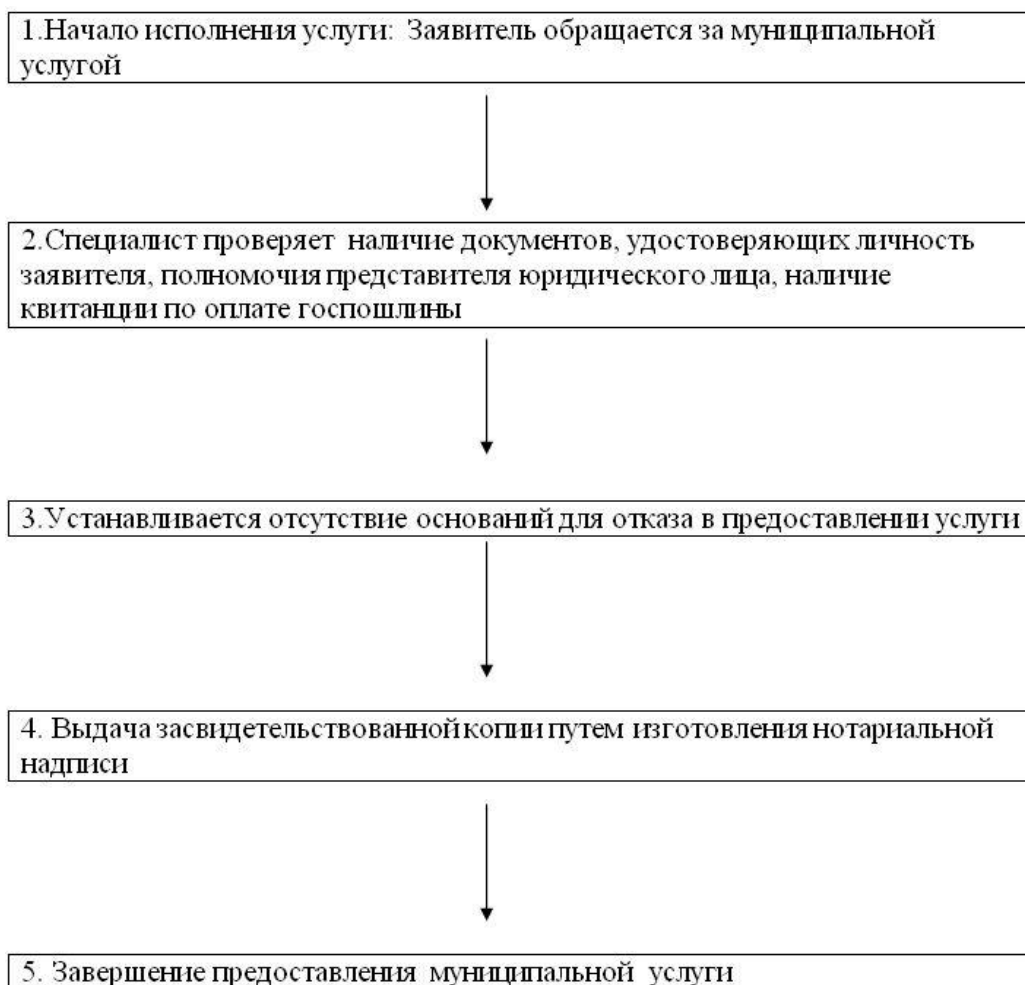 1.Начало исполнения услуги: Заявитель обращается за муниципальной
услугой
2.Специалист проверяет наличие документов, удостоверяющих личность
заявителя, полномочия представителя юридического лица, наличие
квитанции по оплате госпошлины
3.Устанавливается отсутствие оснований для отказа в предоставлении услуги
4. Выдача засвидетельствованной копии путем изготовления нотариальной
надписи
5. Завершение предоставления муниципальной услуги